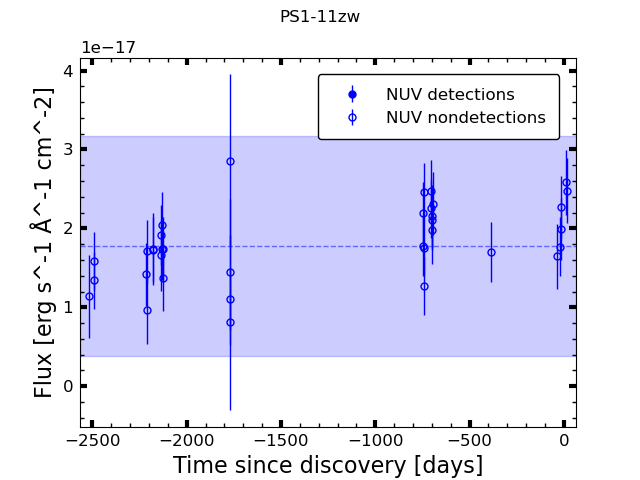 PS1-11zw
1e−17
4
3
2
1
0
NUV detections
NUV nondetections
Flux [erg s^-1 Å^-1 cm^-2]
−2500 −2000 −1500 −1000 −500 0
Time since discovery [days]